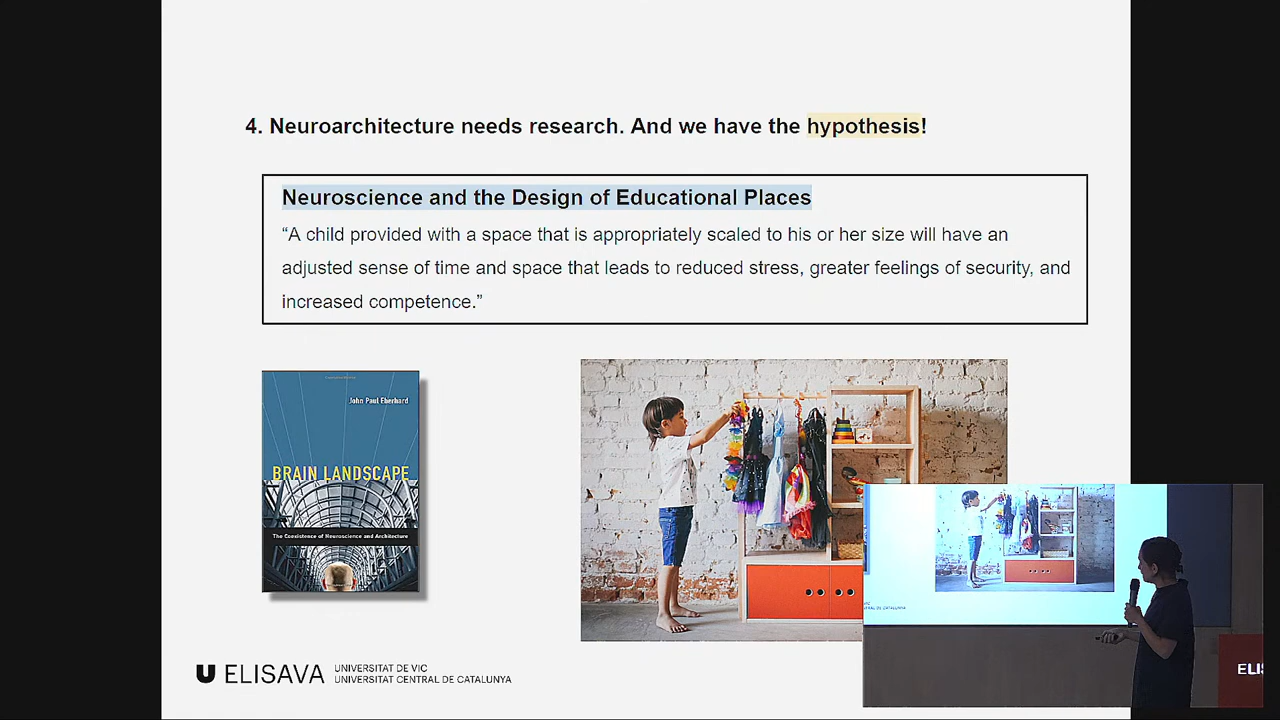 4. Neuroarchitecture needs research. And we have the hypothesis!
Neuroscience and the Design of Educational Places
“A child provided with a space that is appropriately scaled to his or her size will have an
adjusted sense of time and space that leads to reduced stress, greater feelings of security, and
increased competence.”
John Paul Eberhard
BRAIN LANDSCAPE
The Coexistence of Neuroscience and Architecture
U ELISAVA
UNIVERSITAT DE VIC
UNIVERSITAT CENTRAL DE CATALUNYA